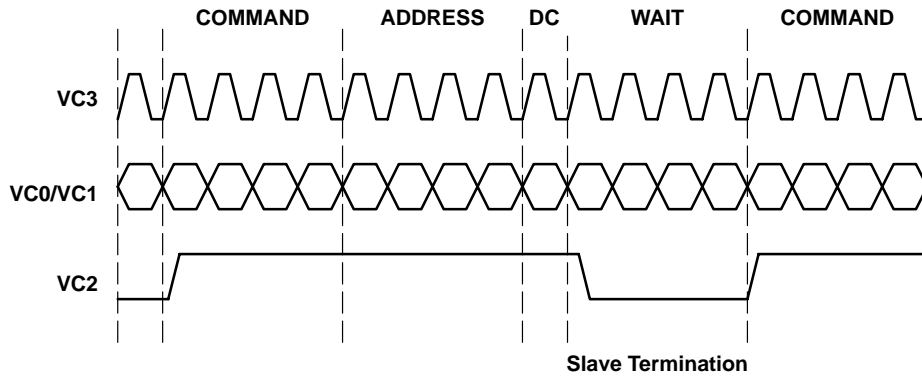 COMMAND ADDRESS DC WAIT COMMAND
VC3
VC0/VC1
VC2
Slave Termination